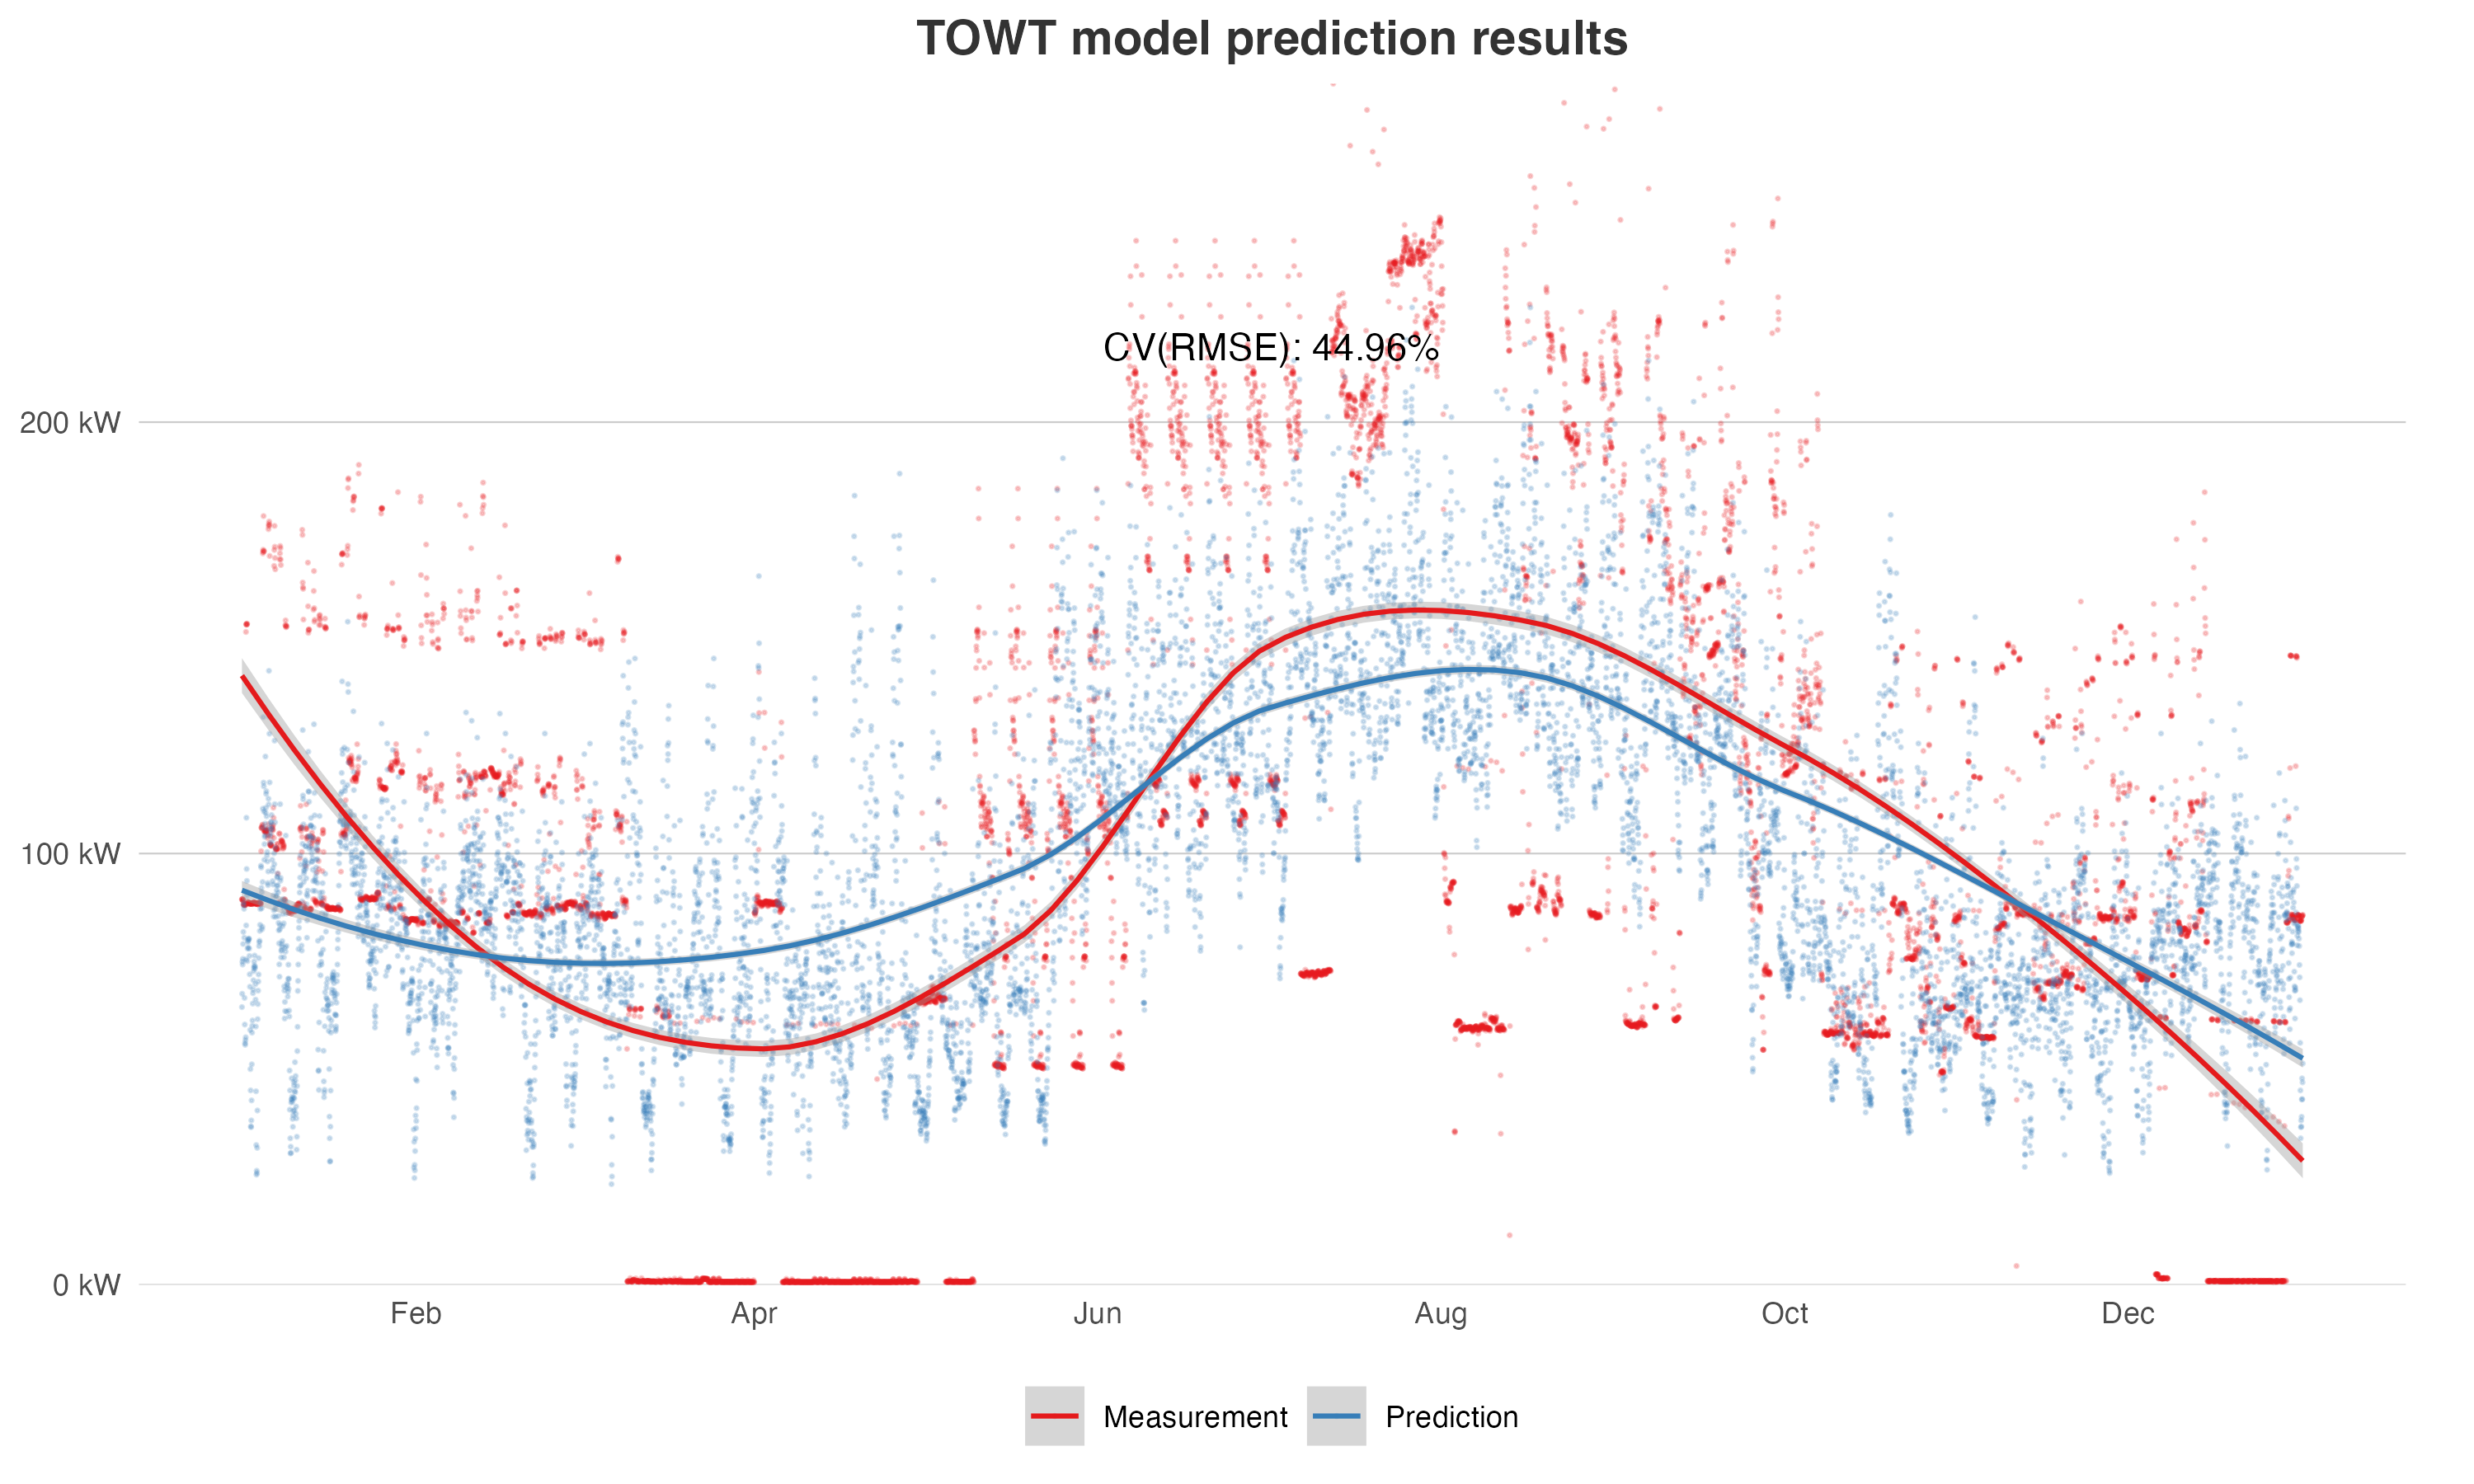 TOWT model prediction results
CV(RMSE): 44.96%
200 kW
100 kW
0 kW
Feb Apr Jun Aug Oct Dec
Measurement Prediction